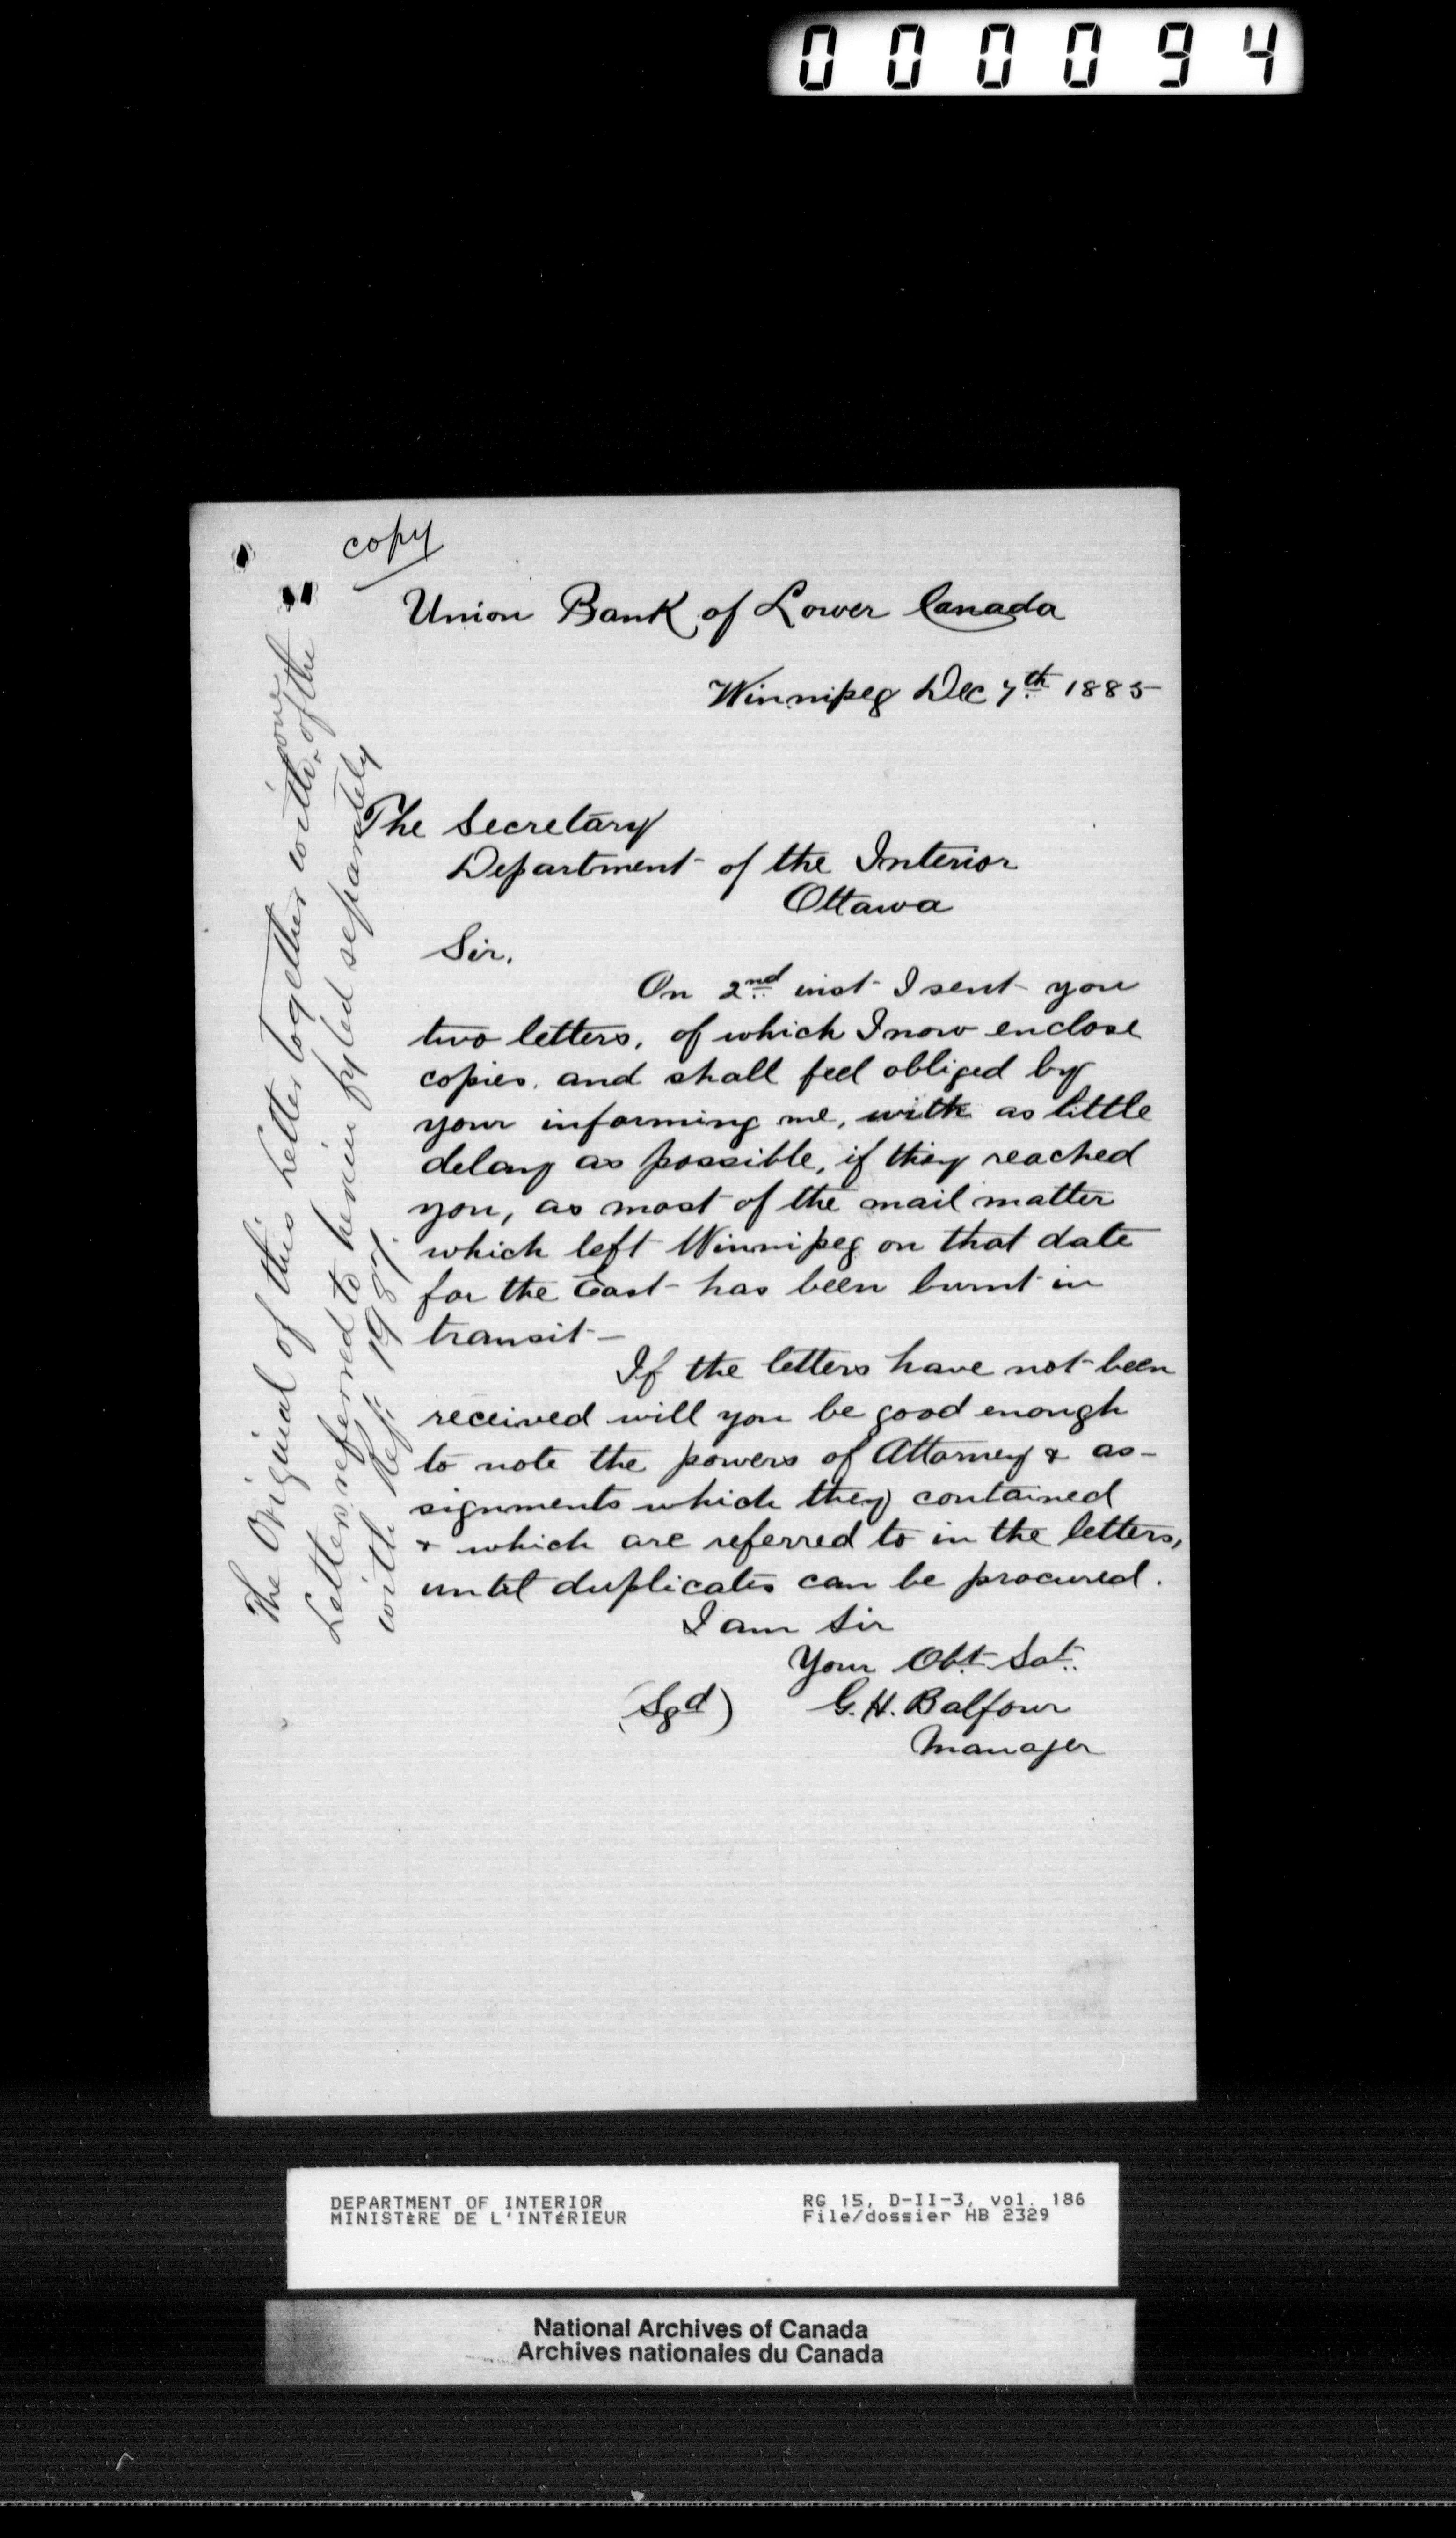 000094
copy
Union Bank of Lower Canada
Winnipeg Dec 7th 1885
The Secretary
Department of the Interior
Ottawa
Sir,
On 2nd inst I sent you
two letters, of which I now enclose
copies, and shall feel obliged by
your informing me, with as little
delay as possible, if they reached
you, as most of the mail matter
which left Winnipeg on that date
for the East has been burnt in
transit—
If the letters have not been
received will you be good enough
to note the powers of Attorney & as-
signments which they contained
& which are referred to in the letters,
until duplicates can be procured.
I am Sir
Your Obt. Svt.
(Sgd) G. H. Balfour
Manager
The Original of this Letter together with one of the
Letters referred to herein fyled separately
with Ref: 1987.
DEPARTMENT OF INTERIOR
MINISTÈRE DE L'INTÉRIEUR
RG 15, D-II-3, vol. 186
File/dossier HB 2329
National Archives of Canada
Archives nationales du Canada